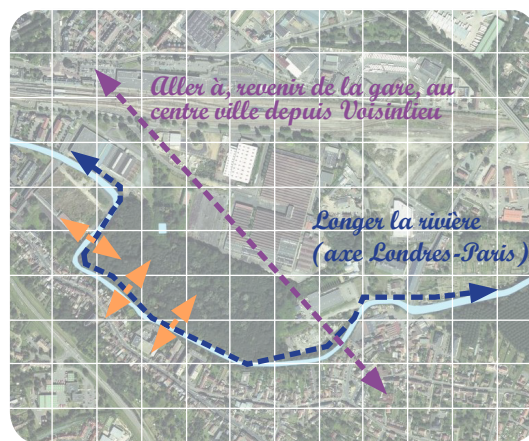 Aller à, revenir de la gare, au
centre ville depuis Voisinlieu
Longer la rivière
(axe Londres-Paris)